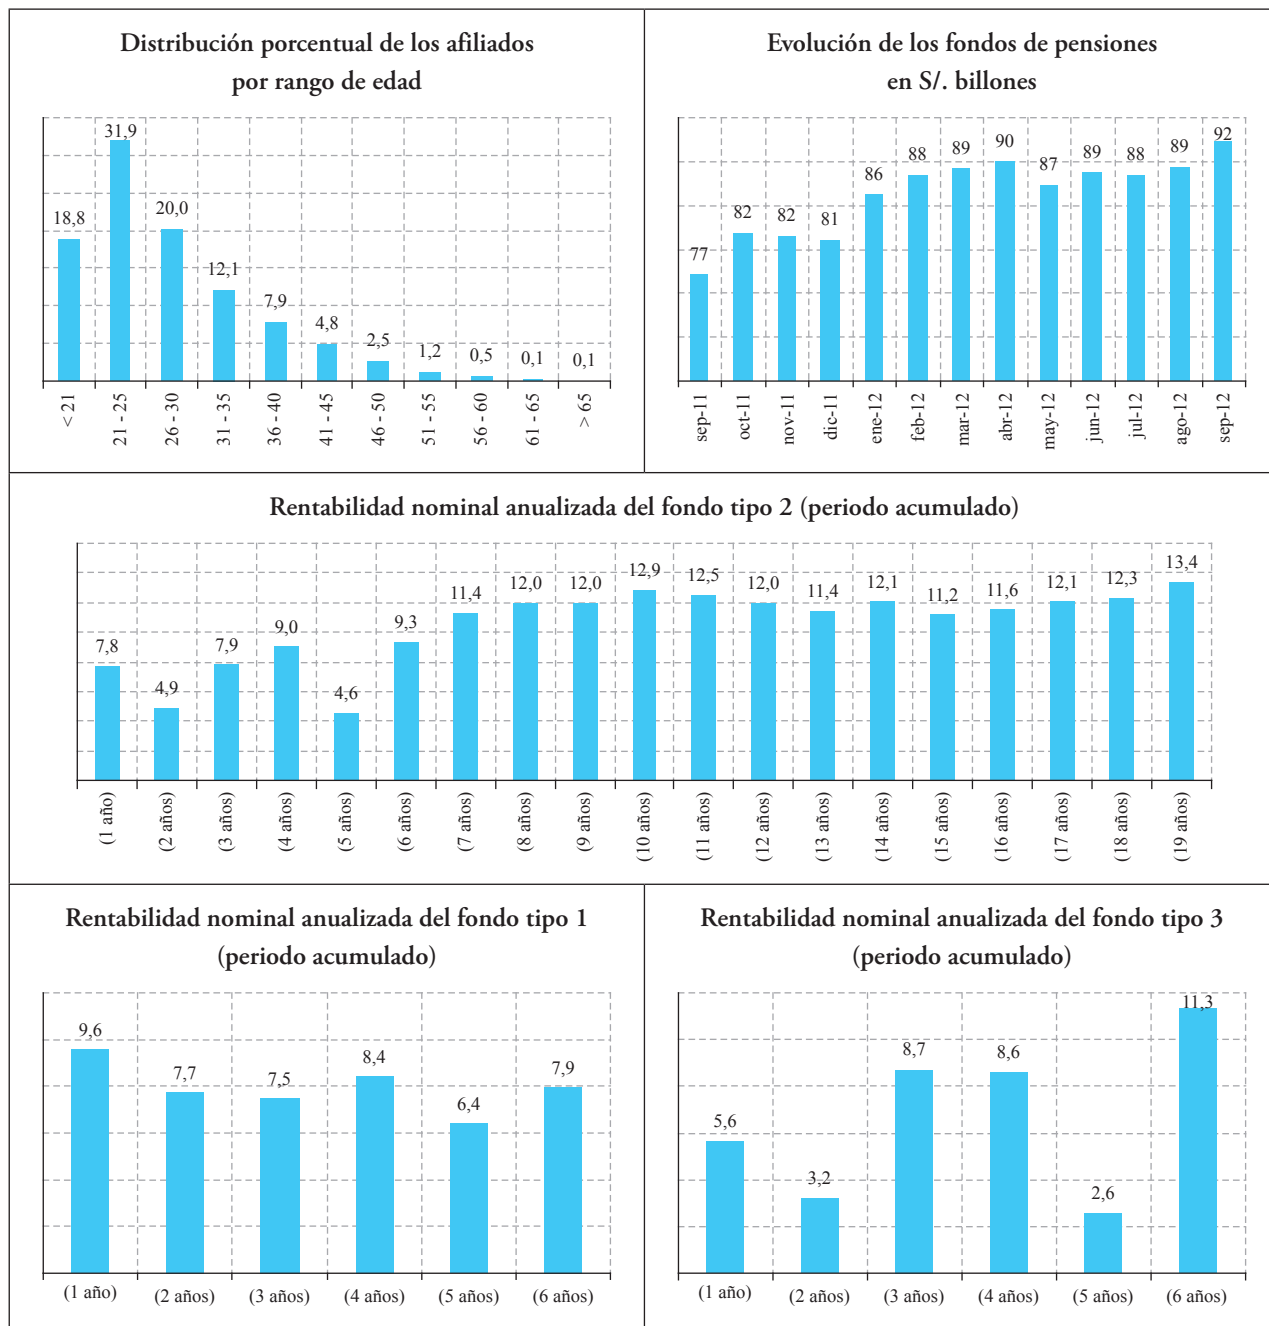 Distribución porcentual de los afiliados
por rango de edad
18,8
31,9
20,0
12,1
7,9
4,8
2,5
1,2
0,5
0,1
0,1
< 21
21 - 25
26 - 30
31 - 35
36 - 40
41 - 45
46 - 50
51 - 55
56 - 60
61 - 65
> 65
Evolución de los fondos de pensiones
en S/. billones
77
82
82
81
86
88
89
90
87
89
88
89
92
sep-11
oct-11
nov-11
dic-11
ene-12
feb-12
mar-12
abr-12
may-12
jun-12
jul-12
ago-12
sep-12
Rentabilidad nominal anualizada del fondo tipo 2 (periodo acumulado)
7,8
4,9
7,9
9,0
4,6
9,3
11,4
12,0
12,0
12,9
12,5
12,0
11,4
12,1
11,2
11,6
12,1
12,3
13,4
(1 año)
(2 años)
(3 años)
(4 años)
(5 años)
(6 años)
(7 años)
(8 años)
(9 años)
(10 años)
(11 años)
(12 años)
(13 años)
(14 años)
(15 años)
(16 años)
(17 años)
(18 años)
(19 años)
Rentabilidad nominal anualizada del fondo tipo 1
(periodo acumulado)
9,6
7,7
7,5
8,4
6,4
7,9
(1 año)
(2 años)
(3 años)
(4 años)
(5 años)
(6 años)
Rentabilidad nominal anualizada del fondo tipo 3
(periodo acumulado)
5,6
3,2
8,7
8,6
2,6
11,3
(1 año)
(2 años)
(3 años)
(4 años)
(5 años)
(6 años)